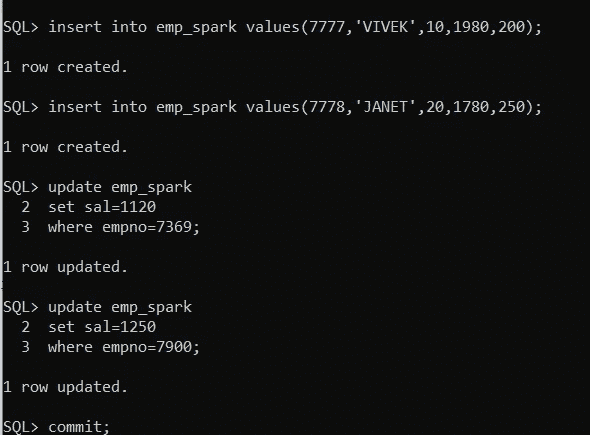 SQL> insert into emp_spark values(7777,'VIVEK',10,1980,200);
1 row created.
SQL> insert into emp_spark values(7778,'JANET',20,1780,250);
1 row created.
SQL> update emp_spark
2 set sal=1120
3 where empno=7369;
1 row updated.
SQL> update emp_spark
2 set sal=1250
3 where empno=7900;
1 row updated.
SQL> commit;